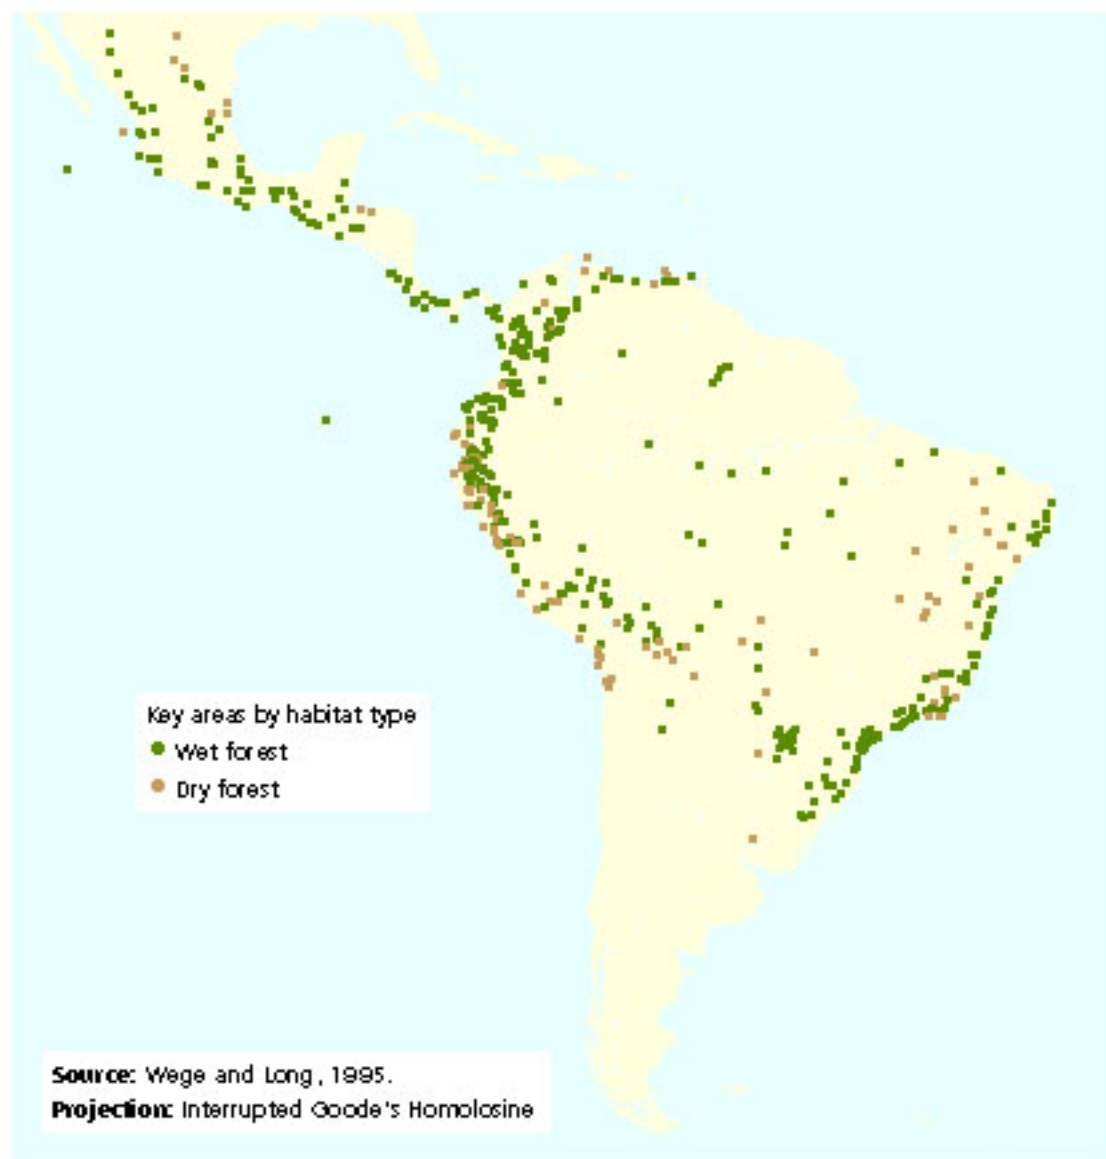 Key areas by habitat type
Wet forest
Dry forest
Source: Wege and Long, 1995.
Projection: Interrupted Goode's Homolosine